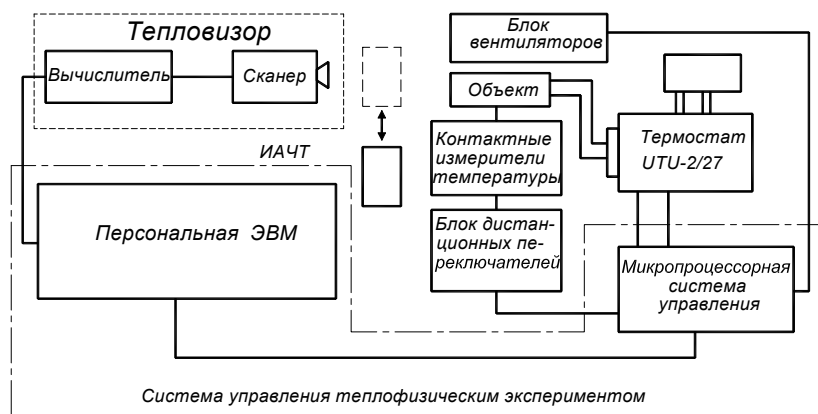 Тепловизор
Вычислитель
Сканер
Блок
вентиляторов
Объект
Контактные
измерители
температуры
Термостат
UTU-2/27
ИАЧТ
Персональная ЭВМ
Блок дистан-
ционных пе-
реключателей
Микропроцессорная
система
управления
Система управления теплофизическим экспериментом